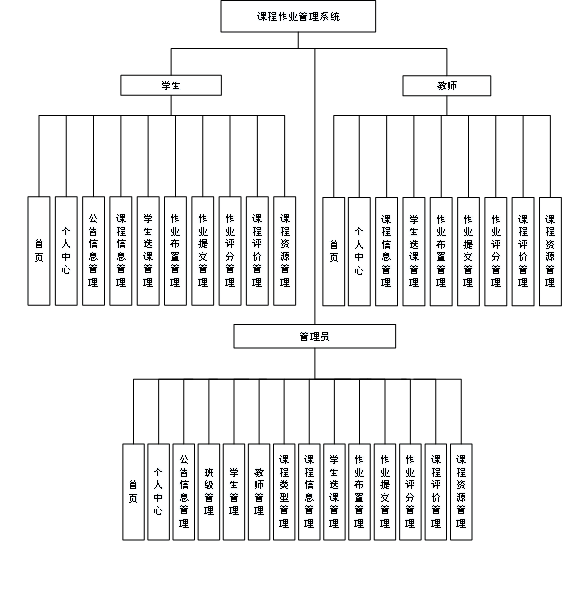 课程作业管理系统
学生
教师
首页
个人中心
公告信息管理
课程信息管理
学生选课管理
作业布置管理
作业提交管理
作业评分管理
课程评价管理
课程资源管理
首页
个人中心
课程信息管理
学生选课管理
作业布置管理
作业提交管理
作业评分管理
课程评价管理
课程资源管理
管理员
首页
个人中心
公告信息管理
班级管理
学生管理
教师管理
课程类型管理
课程信息管理
学生选课管理
作业布置管理
作业提交管理
作业评分管理
课程评价管理
课程资源管理